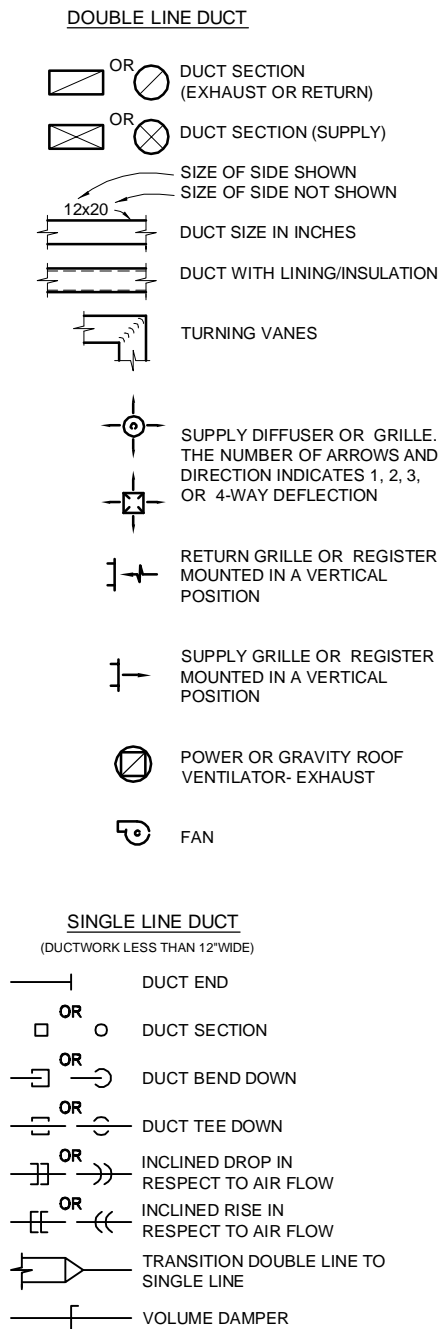 DOUBLE LINE DUCT
OR
DUCT SECTION
(EXHAUST OR RETURN)
OR
DUCT SECTION (SUPPLY)
SIZE OF SIDE SHOWN
SIZE OF SIDE NOT SHOWN
12x20
DUCT SIZE IN INCHES
DUCT WITH LINING/INSULATION
TURNING VANES
SUPPLY DIFFUSER OR GRILLE.
THE NUMBER OF ARROWS AND
DIRECTION INDICATES 1, 2, 3,
OR 4-WAY DEFLECTION
RETURN GRILLE OR REGISTER
MOUNTED IN A VERTICAL
POSITION
SUPPLY GRILLE OR REGISTER
MOUNTED IN A VERTICAL
POSITION
POWER OR GRAVITY ROOF
VENTILATOR- EXHAUST
FAN
SINGLE LINE DUCT
(DUCTWORK LESS THAN 12"WIDE)
DUCT END
OR
DUCT SECTION
OR
DUCT BEND DOWN
OR
DUCT TEE DOWN
OR
INCLINED DROP IN
RESPECT TO AIR FLOW
OR
INCLINED RISE IN
RESPECT TO AIR FLOW
TRANSITION DOUBLE LINE TO
SINGLE LINE
VOLUME DAMPER